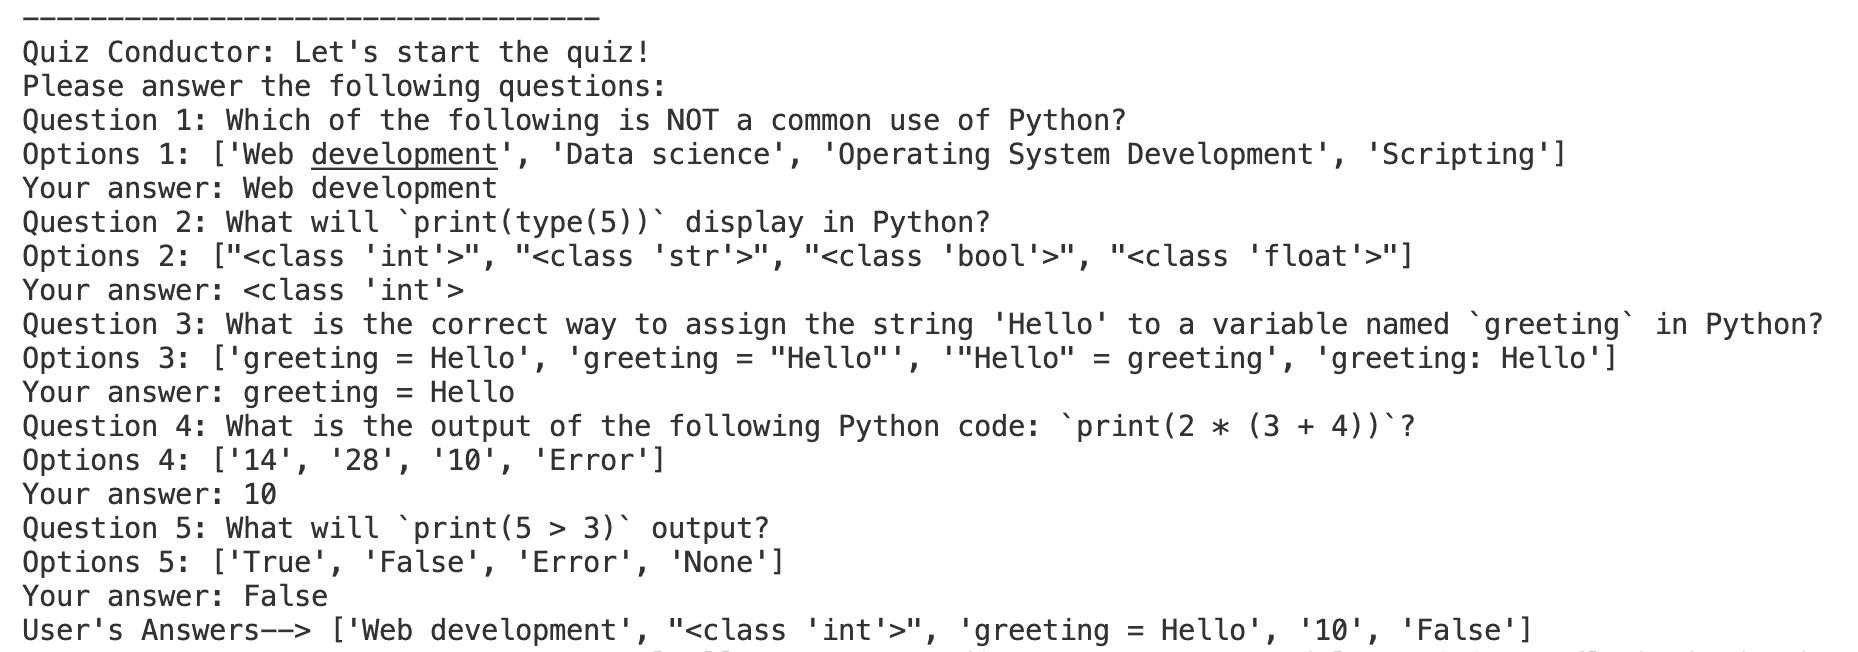 ----------------------------------
Quiz Conductor: Let's start the quiz!
Please answer the following questions:
Question 1: Which of the following is NOT a common use of Python?
Options 1: ['Web development', 'Data science', 'Operating System Development', 'Scripting']
Your answer: Web development
Question 2: What will `print(type(5))` display in Python?
Options 2: ["<class 'int'>", "<class 'str'>", "<class 'bool'>", "<class 'float'>"]
Your answer: <class 'int'>
Question 3: What is the correct way to assign the string 'Hello' to a variable named `greeting` in Python?
Options 3: ['greeting = Hello', 'greeting = "Hello"', '"Hello" = greeting', 'greeting: Hello']
Your answer: greeting = Hello
Question 4: What is the output of the following Python code: `print(2 * (3 + 4))`?
Options 4: ['14', '28', '10', 'Error']
Your answer: 10
Question 5: What will `print(5 > 3)` output?
Options 5: ['True', 'False', 'Error', 'None']
Your answer: False
User's Answers--> ['Web development', "<class 'int'>", 'greeting = Hello', '10', 'False']